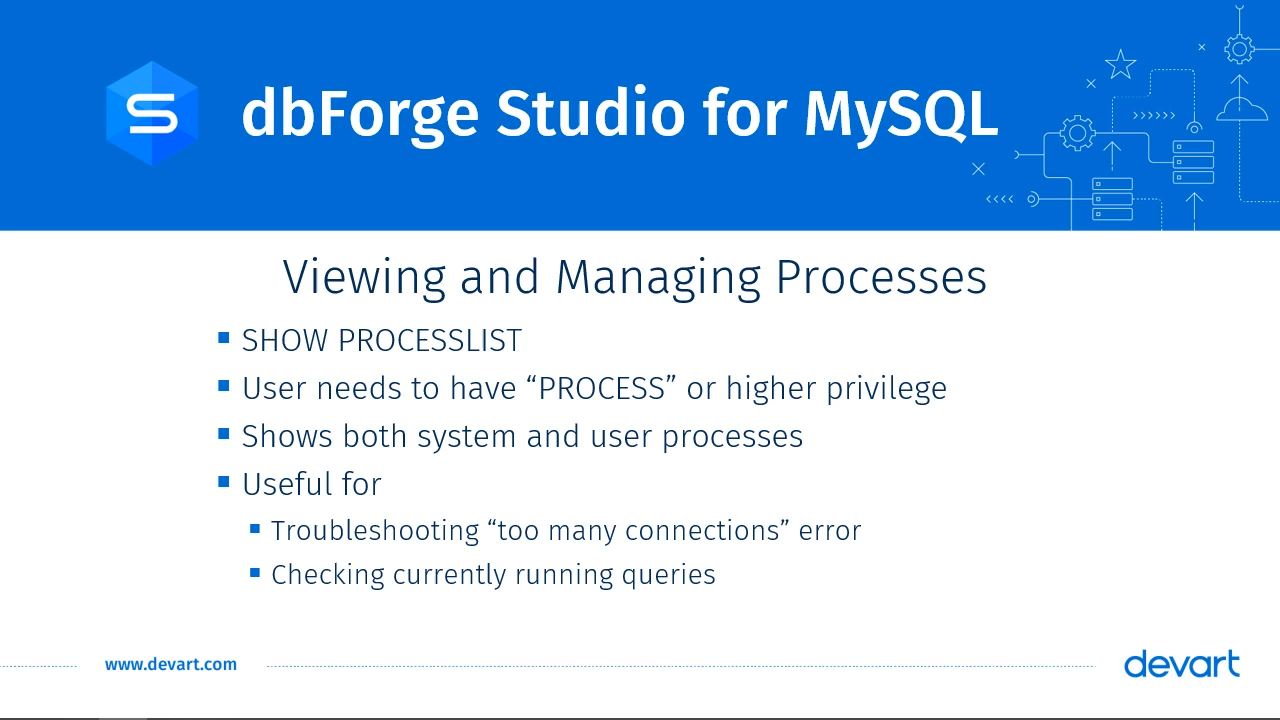 dbForge Studio for MySQL
Viewing and Managing Processes
SHOW PROCESSLIST
User needs to have “PROCESS” or higher privilege
Shows both system and user processes
Useful for
Troubleshooting “too many connections” error
Checking currently running queries
www.devart.com
devart